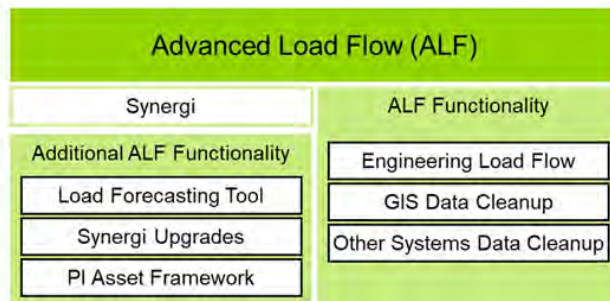 Advanced Load Flow (ALF)
Synergi
Additional ALF Functionality
Load Forecasting Tool
Synergi Upgrades
PI Asset Framework
ALF Functionality
Engineering Load Flow
GIS Data Cleanup
Other Systems Data Cleanup